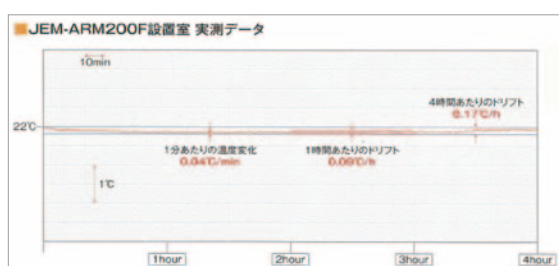 ■JEM-ARM200F設置室 実測データ
10min
4時間あたりのドリフト
0.17℃/h
22℃
1分あたりの温度変化
0.04℃/min
1時間あたりのドリフト
0.09℃/h
1℃
1hour
2hour
3hour
4hour